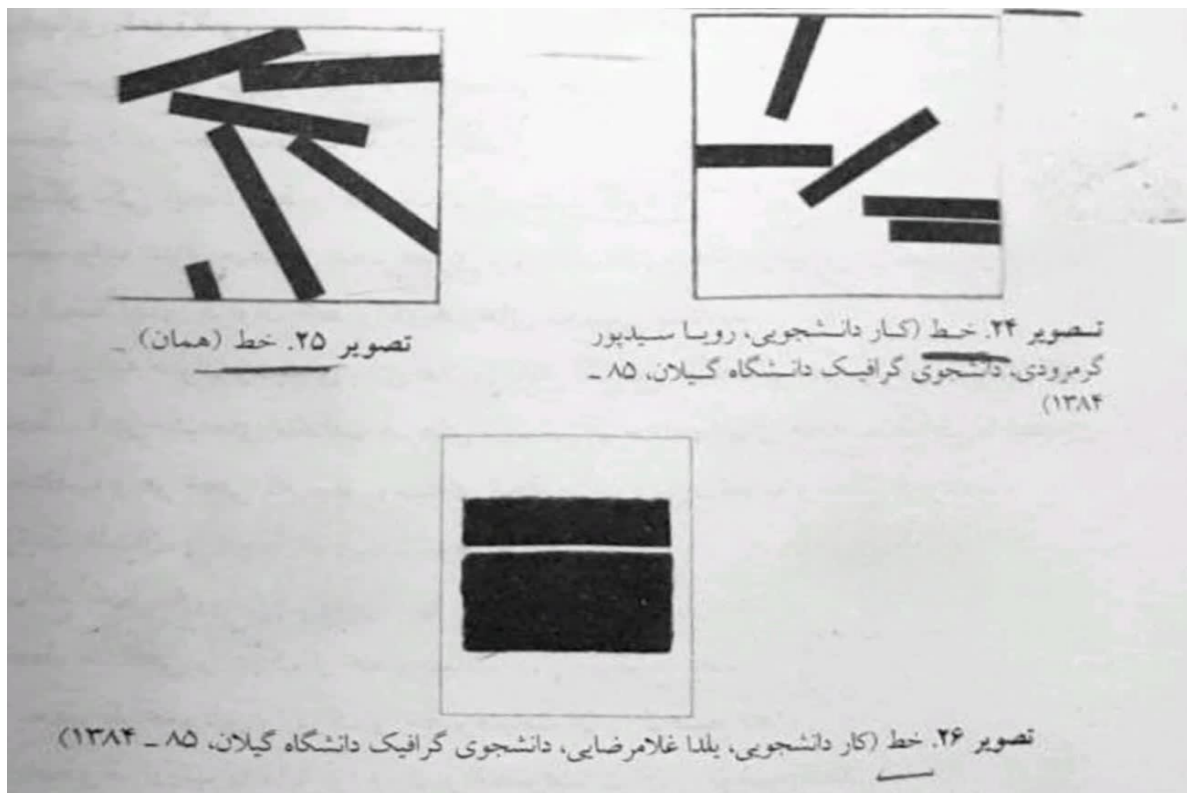 تصویر ۲۴. خط (کار دانشجویی، رویا سیدپور
گرمرودی، دانشجوی گرافیک دانشگاه گیلان، ۸۵ ـ
۱۳۸۴)
تصویر ۲۵. خط (همان)
تصویر ۲۶. خط (کار دانشجویی، یلدا غلامرضایی، دانشجوی گرافیک دانشگاه گیلان، ۸۵ ـ ۱۳۸۴)